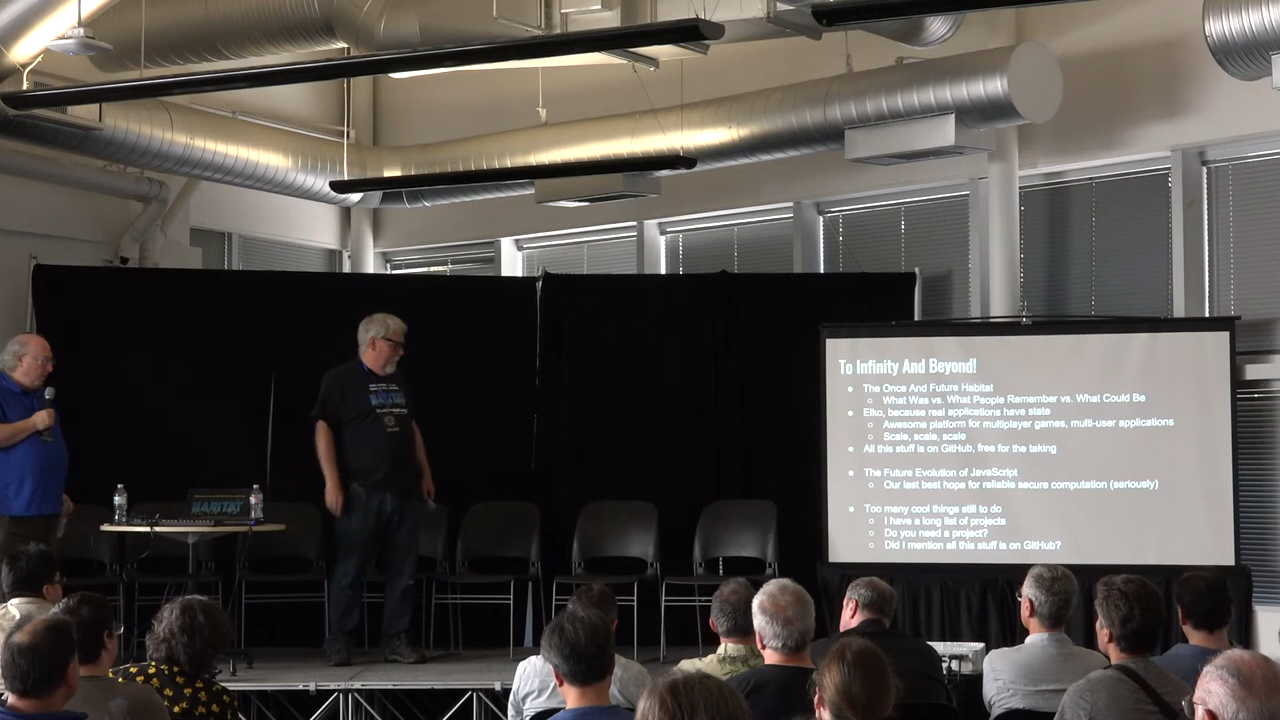 HABITAT
HABITAT
To Infinity And Beyond!
The Once And Future Habitat
What Was vs. What People Remember vs. What Could Be
Elko, because real applications have state
Awesome platform for multiplayer games, multi-user applications
Scale, scale, scale
All this stuff is on GitHub, free for the taking
The Future Evolution of JavaScript
Our last best hope for reliable secure computation (seriously)
Too many cool things still to do
I have a long list of projects
Do you need a project?
Did I mention all this stuff is on GitHub?